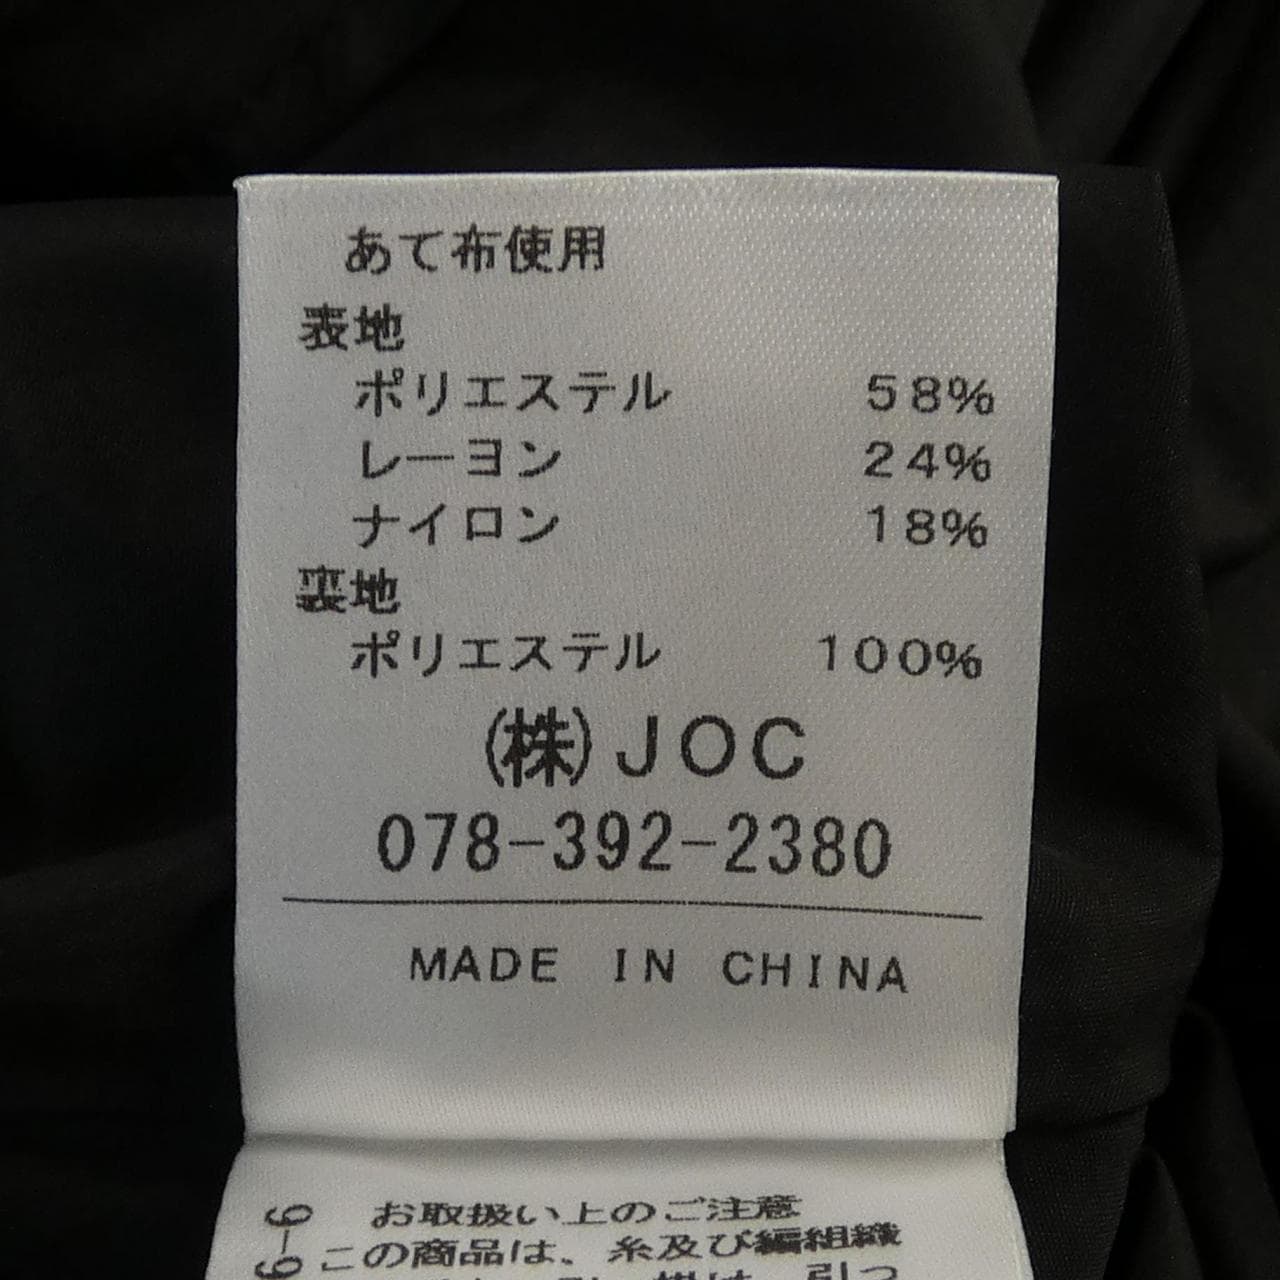 あて布使用
表地
ポリエステル 58%
レーヨン 24%
ナイロン 18%
裏地
ポリエステル 100%
(株)JOC
078-392-2380
MADE IN CHINA
お取扱い上のご注意
この商品は、糸及び編組織